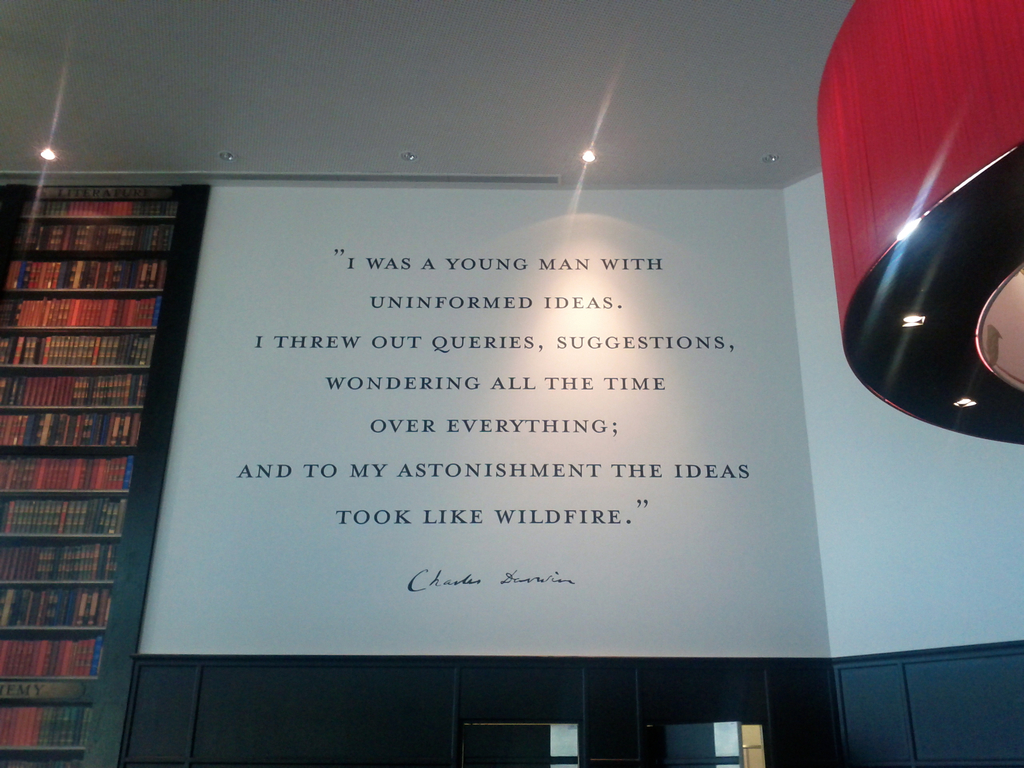 LITERATURE
"I WAS A YOUNG MAN WITH
UNINFORMED IDEAS.
I THREW OUT QUERIES, SUGGESTIONS,
WONDERING ALL THE TIME
OVER EVERYTHING;
AND TO MY ASTONISHMENT THE IDEAS
TOOK LIKE WILDFIRE."
Charles Darwin